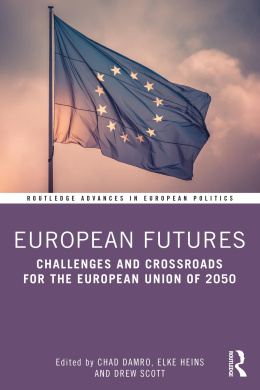 ROUTLEDGE ADVANCES IN EUROPEAN POLITICS
EUROPEAN FUTURES
CHALLENGES AND CROSSROADS
FOR THE EUROPEAN UNION OF 2050
Edited by CHAD DAMRO, ELKE HEINS
AND DREW SCOTT
ROUTLEDGE